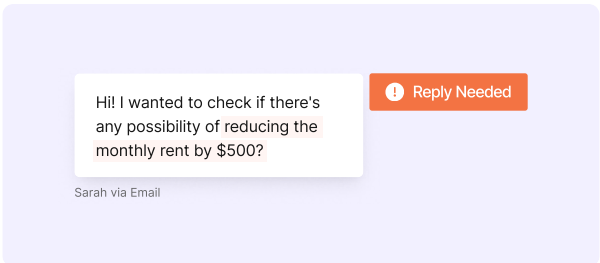 Hi! I wanted to check if there's
any possibility of reducing the
monthly rent by $500?
Reply Needed
Sarah via Email